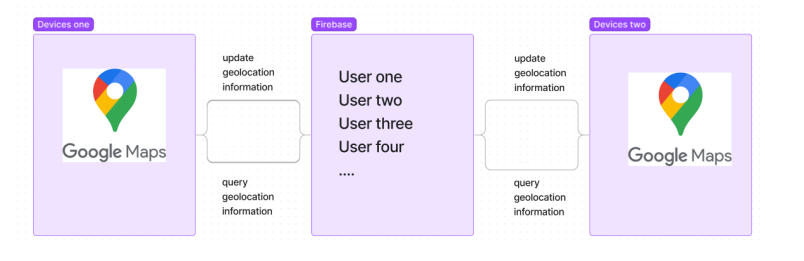 Devices one
Google Maps
update
geolocation
information
query
geolocation
information
Firebase
User one
User two
User three
User four
....
update
geolocation
information
query
geolocation
information
Devices two
Google Maps